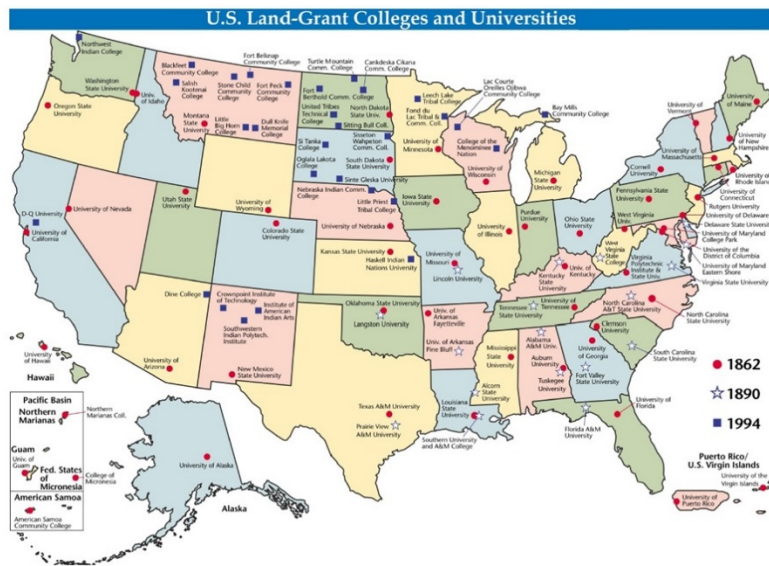 U.S. Land-Grant Colleges and Universities
Northwest
Indian College
Washington
State University
Univ.
of Idaho
Oregon State
University
Blackfeet
Community College
Salish
Kootenai
College
Fort Belknap
Community College
Stone Child
Community
College
Fort Peck
Community
College
Montana
State
University
Little
Big Horn
College
Dull Knife
Memorial
College
Turtle Mountain
Comm. College
Cankdeska Cikana
Comm. College
Fort
Berthold Comm. College
United Tribes
Technical
College
North Dakota
State Univ.
Sitting Bull Coll.
Si Tanka
College
Sisseton
Wahpeton
Comm. Coll.
Oglala Lakota
College
South Dakota
State University
Sinte Gleska University
Nebraska Indian Comm.
College
Little Priest
Tribal College
University of Nebraska
Leech Lake
Tribal College
Fond du
Lac Tribal &
Comm. College
University of
Minnesota
Lac Courte
Oreilles Ojibwa
Community College
College of the
Menominee
Nation
University of
Wisconsin
Bay Mills
Community College
Michigan
State
University
University of
Maine
University
of Vermont
University of
New Hampshire
University of
Massachusetts
University of
Rhode Island
University of
Connecticut
Cornell
University
Rutgers University
Pennsylvania State
University
University of Delaware
Delaware State University
University of Maryland
College Park
University of the
District of Columbia
University of Maryland
Eastern Shore
Virginia State University
West Virginia
Univ.
West
Virginia
State
College
Virginia
Polytechnic
Institute &
State Univ.
Ohio State
University
Purdue
University
University
of Illinois
Iowa State
University
D-Q University
University of
California
University of Nevada
Utah State
University
University of
Wyoming
Colorado State
University
Kansas State University
Haskell Indian
Nations University
University of
Missouri
Lincoln University
Kentucky
State
University
Univ. of
Kentucky
Tennessee
State University
University of
Tennessee
North Carolina
A&T State University
North Carolina
State University
Clemson
University
South Carolina
State University
University
of Georgia
Fort Valley
State University
Alabama
A&M Univ.
Auburn
University
Tuskegee
University
Mississippi
State
University
Alcorn
State
University
Univ. of
Arkansas
Fayetteville
Univ. of Arkansas
Pine Bluff
Oklahoma State
University
Langston University
Dine College
Crownpoint Institute
of Technology
Institute of
American
Indian Arts
Southwestern
Indian Polytech.
Institute
University
of Arizona
New Mexico
State University
Texas A&M University
Prairie View
A&M University
Louisiana
State
University
Southern University
and A&M College
Florida A&M
University
University of
Florida
1862
1890
1994
University
of Hawaii
Hawaii
Pacific Basin
Northern
Marianas
Northern
Marianas Coll.
Guam
Univ.
of Guam
Fed. States
of
Micronesia
College of
Micronesia
American Samoa
American Samoa
Community College
University of Alaska
Alaska
Puerto Rico/
U.S. Virgin Islands
University of the
Virgin Islands
University of
Puerto Rico